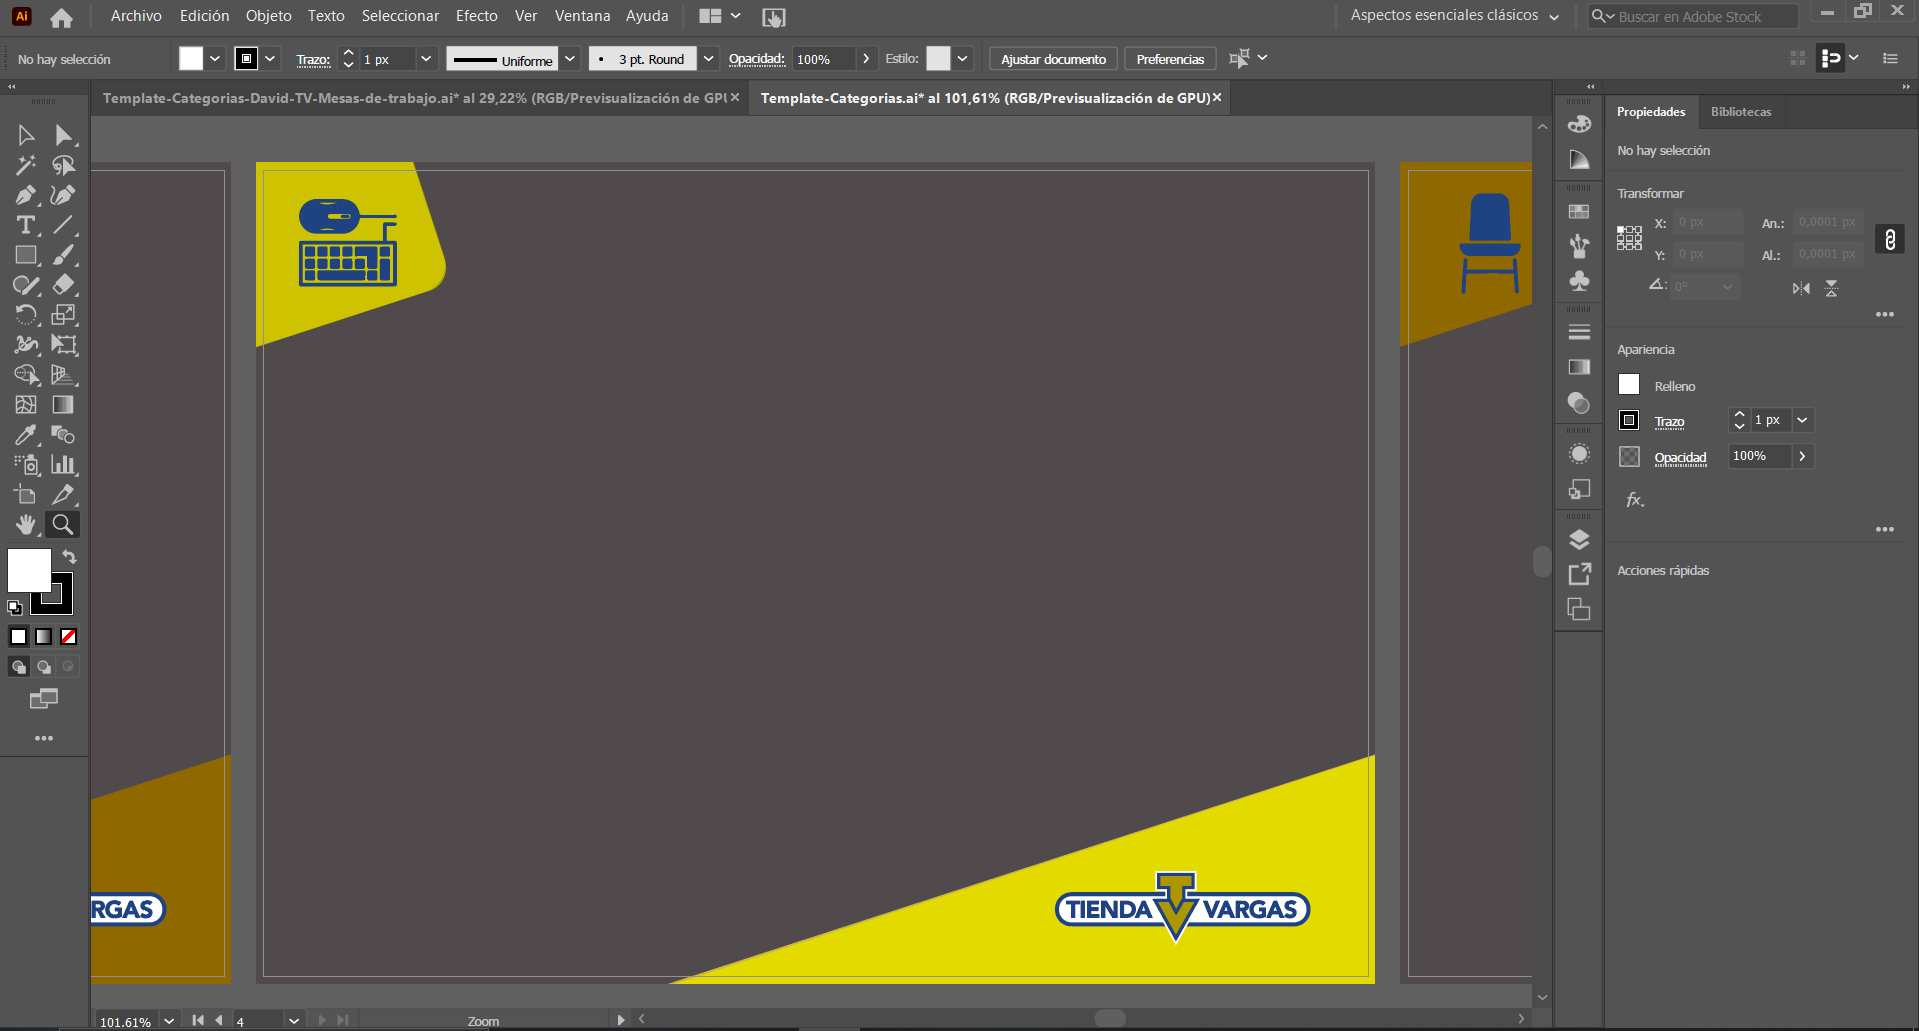 Ai Archivo Edición Objeto Texto Seleccionar Efecto Ver Ventana Ayuda Aspectos esenciales clásicos Buscar en Adobe Stock
No hay selección Trazo: 1 px Uniforme 3 pt. Round Opacidad: 100% Estilo: Ajustar documento Preferencias
Template-Categorias-David-TV-Mesas-de-trabajo.ai* al 29,22% (RGB/Previsualización de GPU Template-Categorias.ai* al 101,61% (RGB/Previsualización de GPU)
Propiedades Bibliotecas
No hay selección
Transformar
X: 0 px An.: 0,0001 px
Y: 0 px Al.: 0,0001 px
0°
Apariencia
Relleno
Trazo 1 px
Opacidad 100%
fx.
Acciones rápidas
RGAS
TIENDA V VARGAS
101,61% 4 Zoom